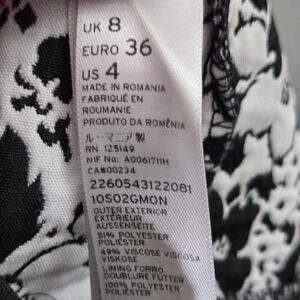 UK 8
EURO 36
US 4
MADE IN ROMANIA
FABRIQUÉ EN
ROUMANIE
PRODUTO DA ROMÊNIA
ルーマニア製
RN 125149
NIF No: A0061711H
CA#00234
2260543122081
10S02GMON
OUTER EXTERIOR
EXTÉRIEUR
AUSSENSEITE
51% POLYESTER
POLIÉSTER
49% VISCOSE VISCOSA
VISKOSE
LINING FORRO
DOUBLURE FUTTER
100% POLYESTER
POLIÉSTER